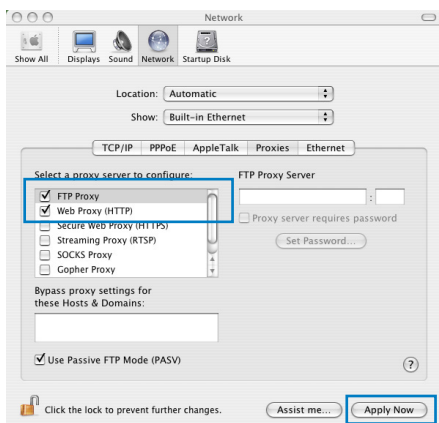 Network
Show All Displays Sound Network Startup Disk
Location: Automatic
Show: Built-in Ethernet
TCP/IP PPPoE AppleTalk Proxies Ethernet
Select a proxy server to configure:
FTP Proxy Server
FTP Proxy
:
Web Proxy (HTTP)
Proxy server requires password
Secure Web Proxy (HTTPS)
Streaming Proxy (RTSP)
Set Password...
SOCKS Proxy
Gopher Proxy
Bypass proxy settings for
these Hosts & Domains:
Use Passive FTP Mode (PASV)
?
Click the lock to prevent further changes.
Assist me...
Apply Now